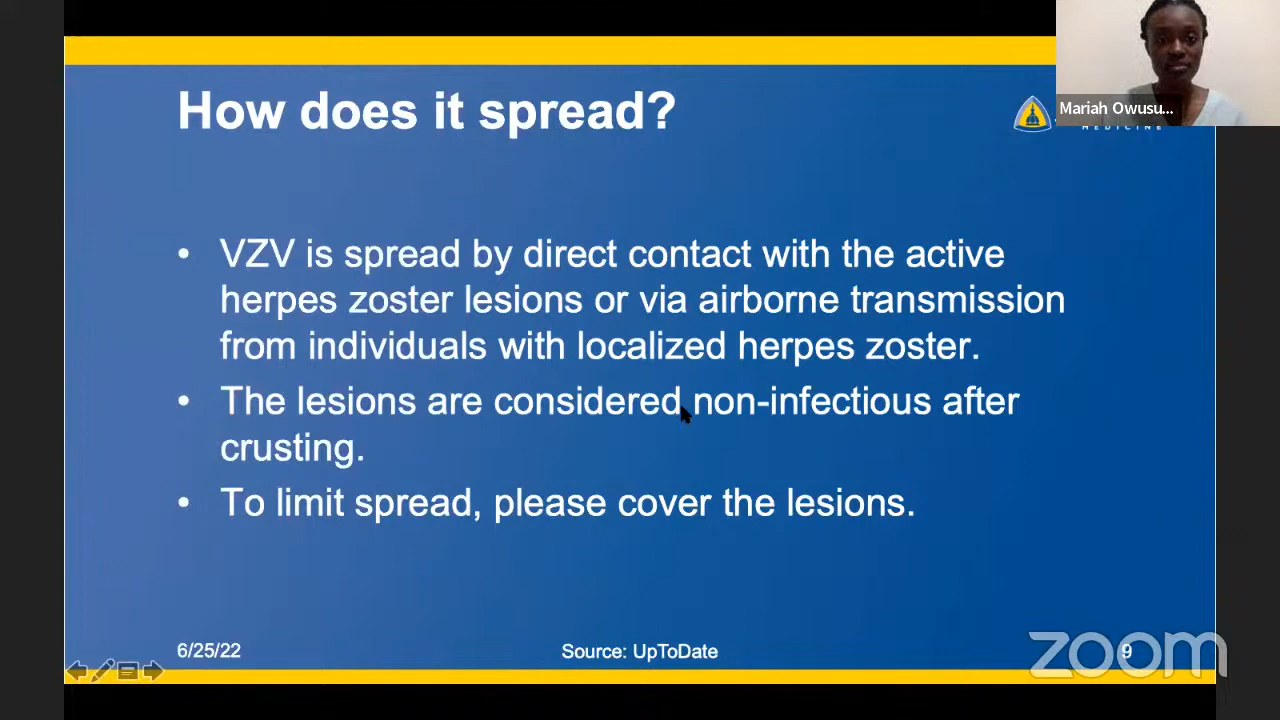 How does it spread?
Mariah Owusu...
MEDICINE
• VZV is spread by direct contact with the active
herpes zoster lesions or via airborne transmission
from individuals with localized herpes zoster.
• The lesions are considered non-infectious after
crusting.
• To limit spread, please cover the lesions.
6/25/22
Source: UpToDate
9
zoom